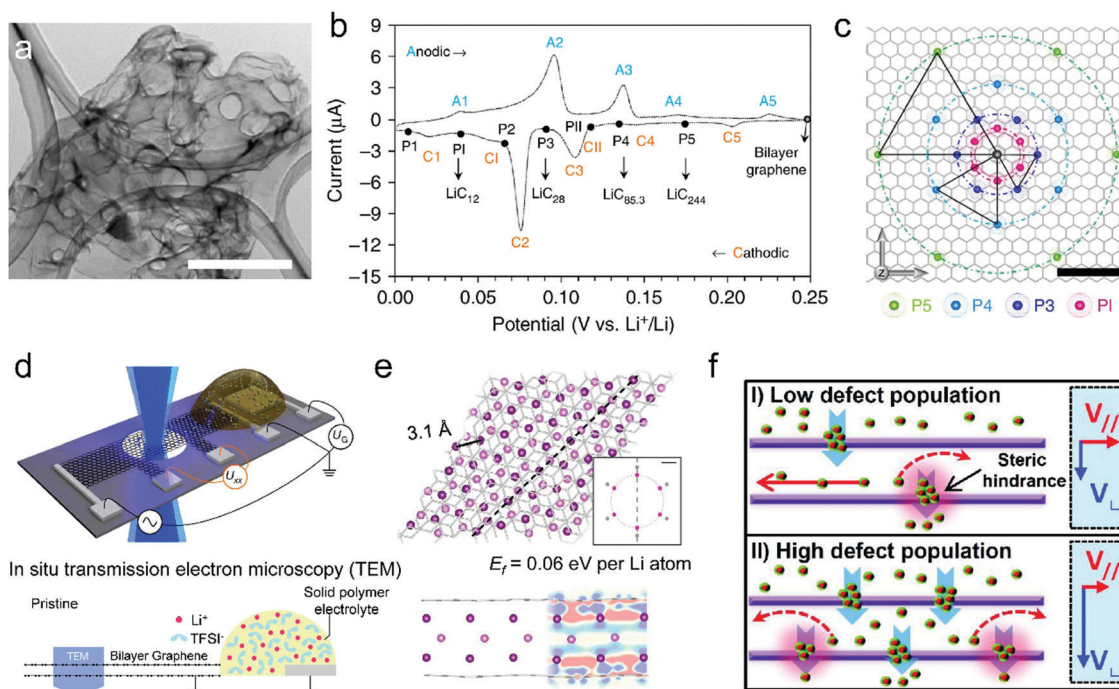 a
b
Anodic →
Current (μA)
6
3
0
−3
−6
−9
−12
−15
A1
A2
A3
A4
A5
P1
C1
PI
CI
P2
C2
P3
PII
C3
CII
P4
C4
P5
C5
LiC12
LiC28
LiC85.3
LiC244
Bilayer
graphene
← Cathodic
0.00
0.05
0.10
0.15
0.20
0.25
Potential (V vs. Li+/Li)
c
z
P5
P4
P3
PI
d
UG
Uxx
In situ transmission electron microscopy (TEM)
Pristine
Li+
TFSI-
Solid polymer
electrolyte
TEM
Bilayer Graphene
e
3.1 Å
Ef = 0.06 eV per Li atom
f
I) Low defect population
V//
V⊥
Steric
hindrance
II) High defect population
V//
V⊥